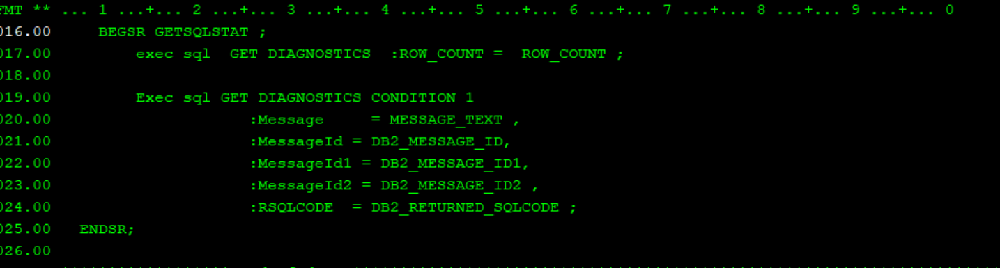 FMT ** ... 1 ...+... 2 ...+... 3 ...+... 4 ...+... 5 ...+... 6 ...+... 7 ...+... 8 ...+... 9 ...+... 0
016.00 BEGSR GETSQLSTAT ;
017.00 exec sql GET DIAGNOSTICS :ROW_COUNT = ROW_COUNT ;
018.00
019.00 Exec sql GET DIAGNOSTICS CONDITION 1
020.00 :Message = MESSAGE_TEXT ,
021.00 :MessageId = DB2_MESSAGE_ID,
022.00 :MessageId1 = DB2_MESSAGE_ID1,
023.00 :MessageId2 = DB2_MESSAGE_ID2 ,
024.00 :RSQLCODE = DB2_RETURNED_SQLCODE ;
025.00 ENDSR;
026.00